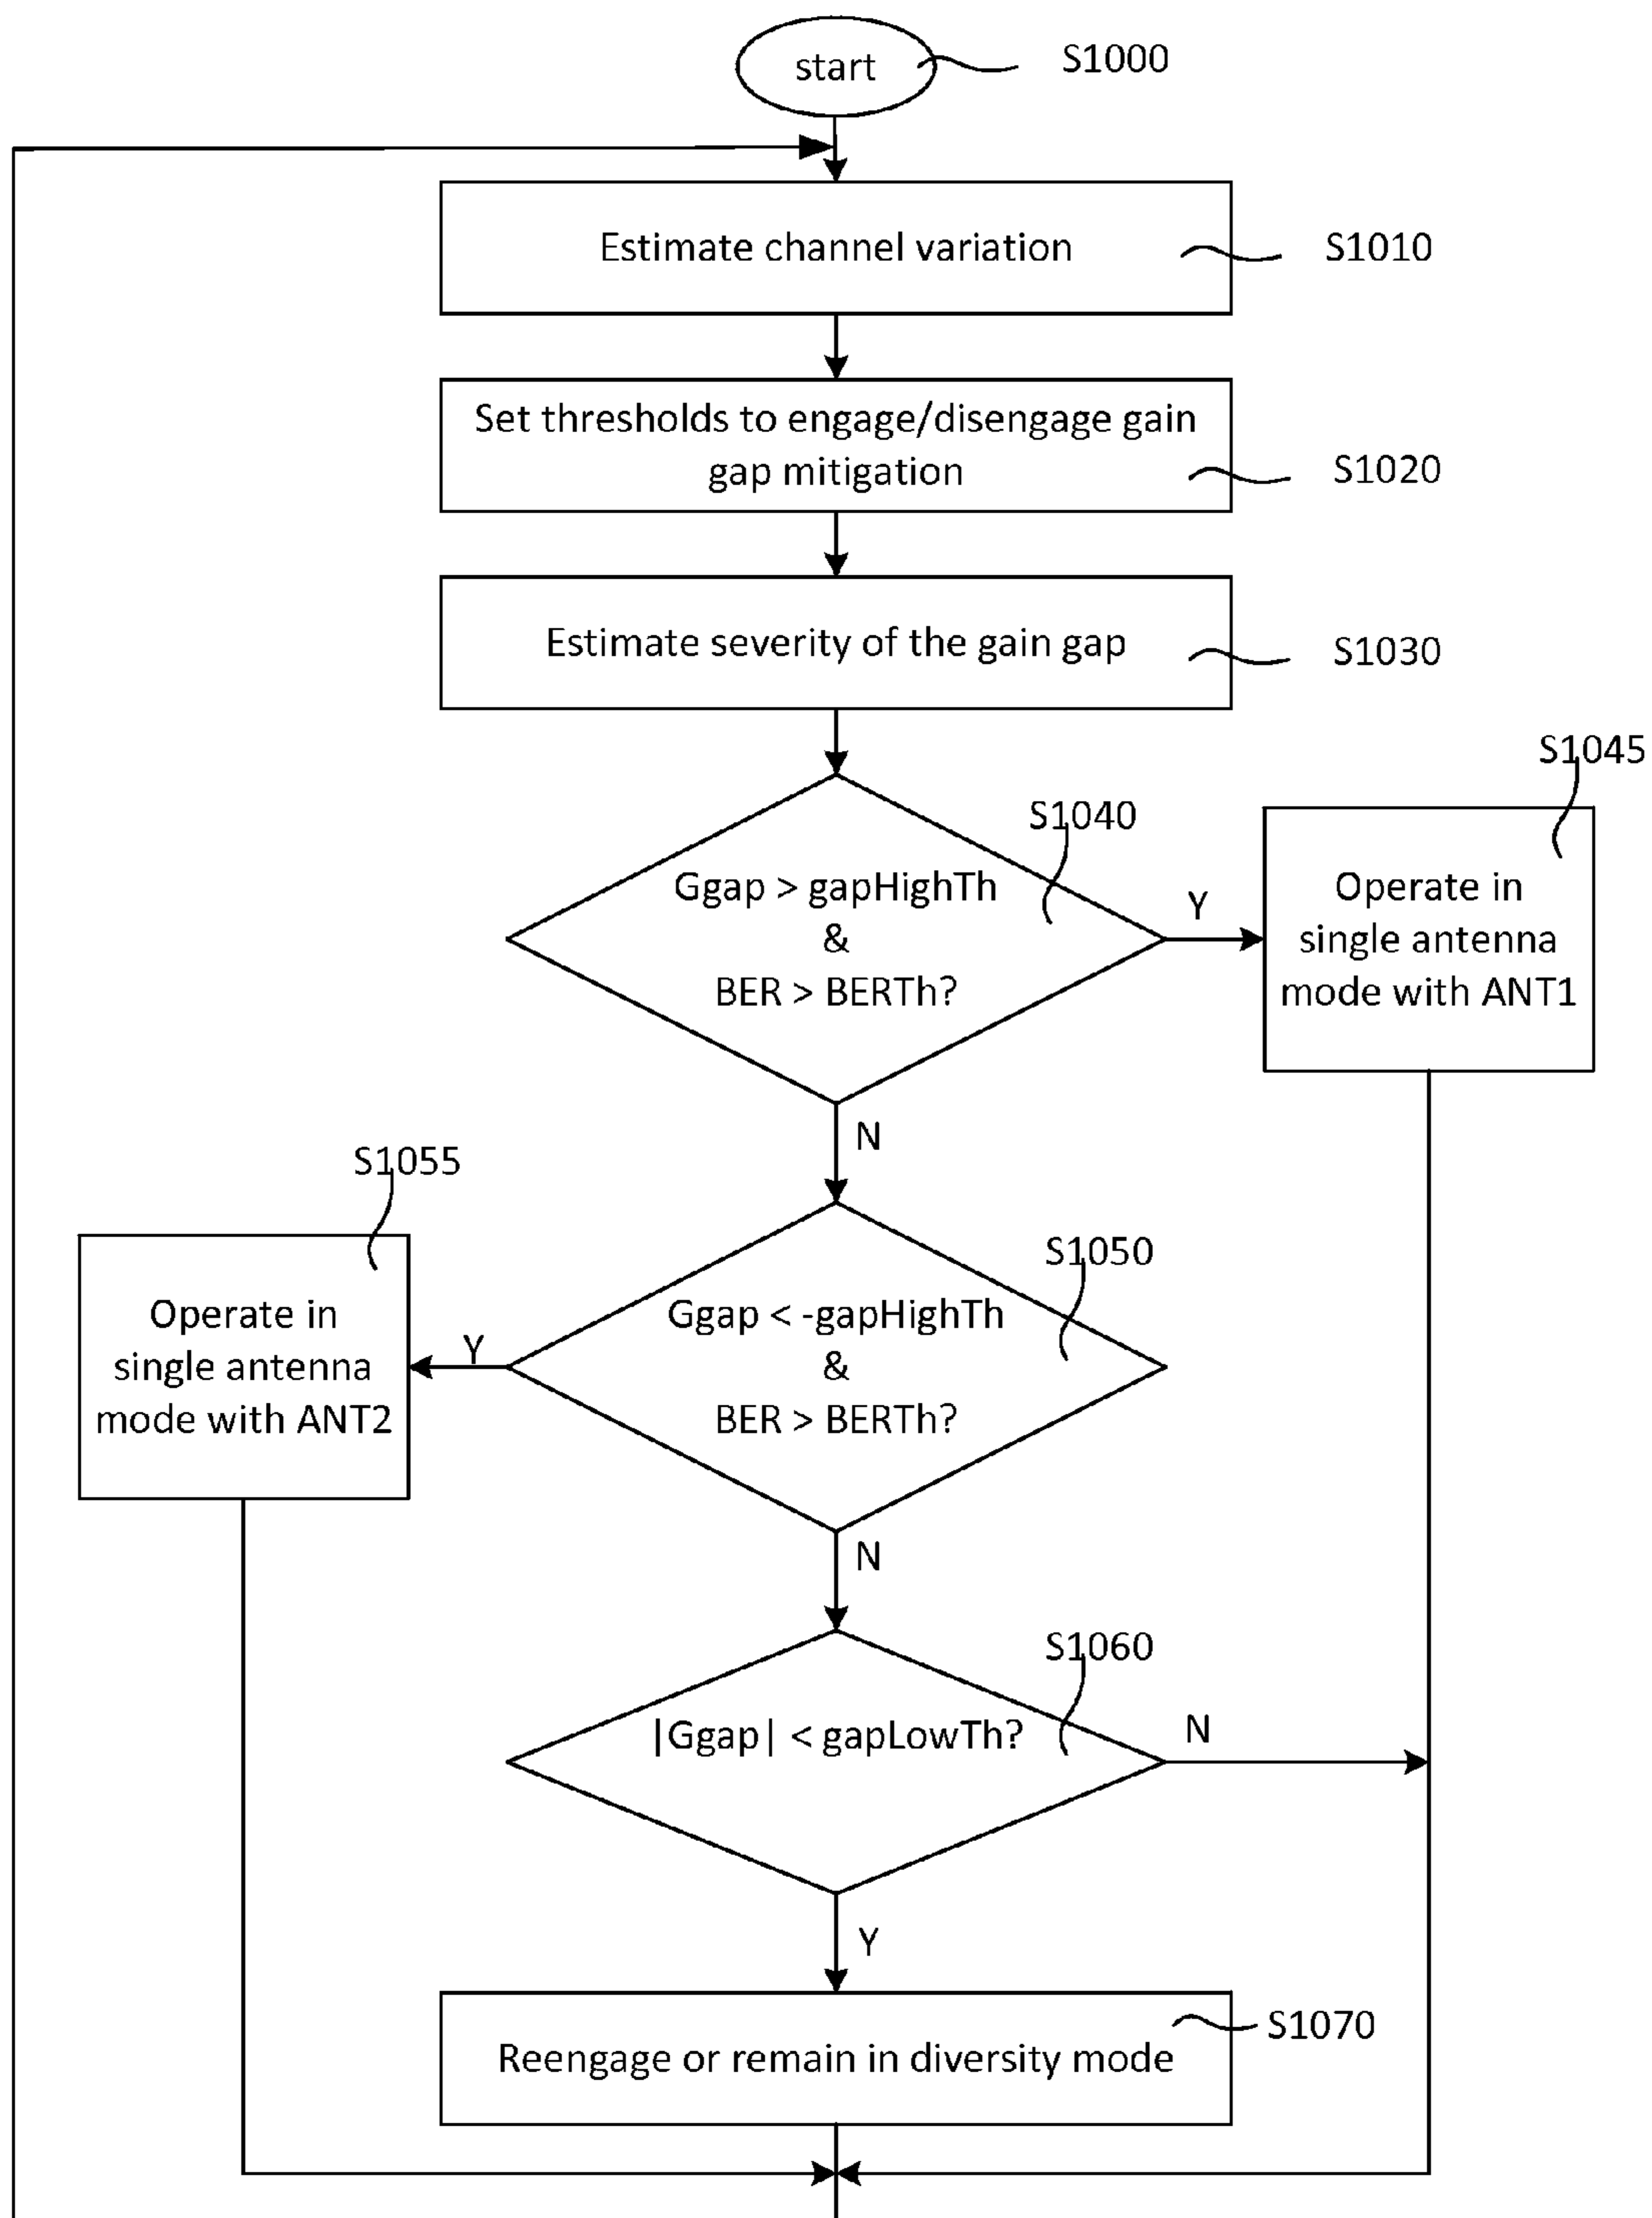 start
S1000
Estimate channel variation
S1010
Set thresholds to engage/disengage gain
gap mitigation
S1020
Estimate severity of the gain gap
S1030
S1040
Ggap > gapHighTh
&
BER > BERTh?
Y
S1045
Operate in
single antenna
mode with ANT1
N
S1050
Ggap < -gapHighTh
&
BER > BERTh?
Y
S1055
Operate in
single antenna
mode with ANT2
N
S1060
|Ggap| < gapLowTh?
N
Y
Reengage or remain in diversity mode
S1070